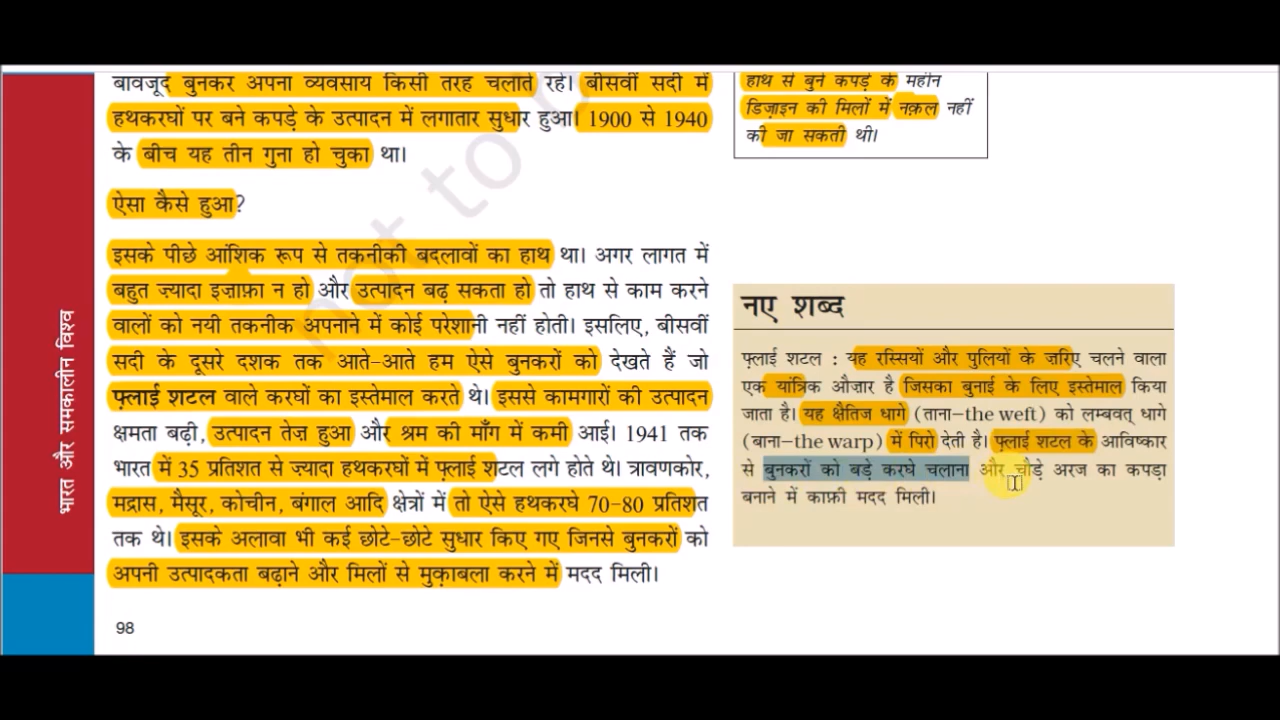 बावजूद बुनकर अपना व्यवसाय किसी तरह चलाते रहे। बीसवीं सदी में
हथकरघों पर बने कपड़े के उत्पादन में लगातार सुधार हुआ। 1900 से 1940
के बीच यह तीन गुना हो चुका था।
ऐसा कैसे हुआ?
इसके पीछे आंशिक रूप से तकनीकी बदलावों का हाथ था। अगर लागत में
बहुत ज़्यादा इज़ाफ़ा न हो और उत्पादन बढ़ सकता हो तो हाथ से काम करने
वालों को नयी तकनीक अपनाने में कोई परेशानी नहीं होती। इसलिए, बीसवीं
सदी के दूसरे दशक तक आते-आते हम ऐसे बुनकरों को देखते हैं जो
फ़्लाई शटल वाले करघों का इस्तेमाल करते थे। इससे कामगारों की उत्पादन
क्षमता बढ़ी, उत्पादन तेज़ हुआ और श्रम की माँग में कमी आई। 1941 तक
भारत में 35 प्रतिशत से ज़्यादा हथकरघों में फ़्लाई शटल लगे होते थे। त्रावणकोर,
मद्रास, मैसूर, कोचीन, बंगाल आदि क्षेत्रों में तो ऐसे हथकरघे 70-80 प्रतिशत
तक थे। इसके अलावा भी कई छोटे-छोटे सुधार किए गए जिनसे बुनकरों को
अपनी उत्पादकता बढ़ाने और मिलों से मुक़ाबला करने में मदद मिली।
98
हाथ से बुने कपड़े के महीन
डिज़ाइन की मिलों में नक़ल नहीं
की जा सकती थी।
नए शब्द
फ़्लाई शटल : यह रस्सियों और पुलियों के ज़रिए चलने वाला
एक यांत्रिक औज़ार है जिसका बुनाई के लिए इस्तेमाल किया
जाता है। यह क्षैतिज धागे (ताना–the weft) को लम्बवत् धागे
(बाना–the warp) में पिरो देती है। फ़्लाई शटल के आविष्कार
से बुनकरों को बड़े करघे चलाना और चौड़े अरज का कपड़ा
बनाने में काफ़ी मदद मिली।
भारत और समकालीन विश्व
not to